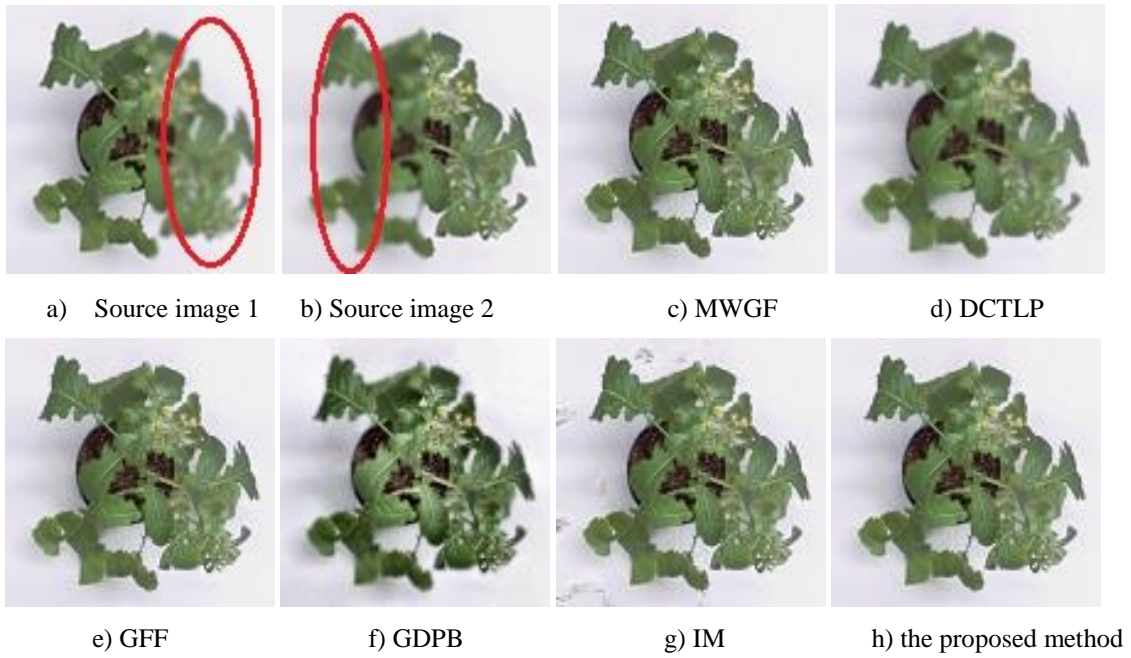 a) Source image 1 b) Source image 2 c) MWGF d) DCTLP
e) GFF f) GDPB g) IM h) the proposed method